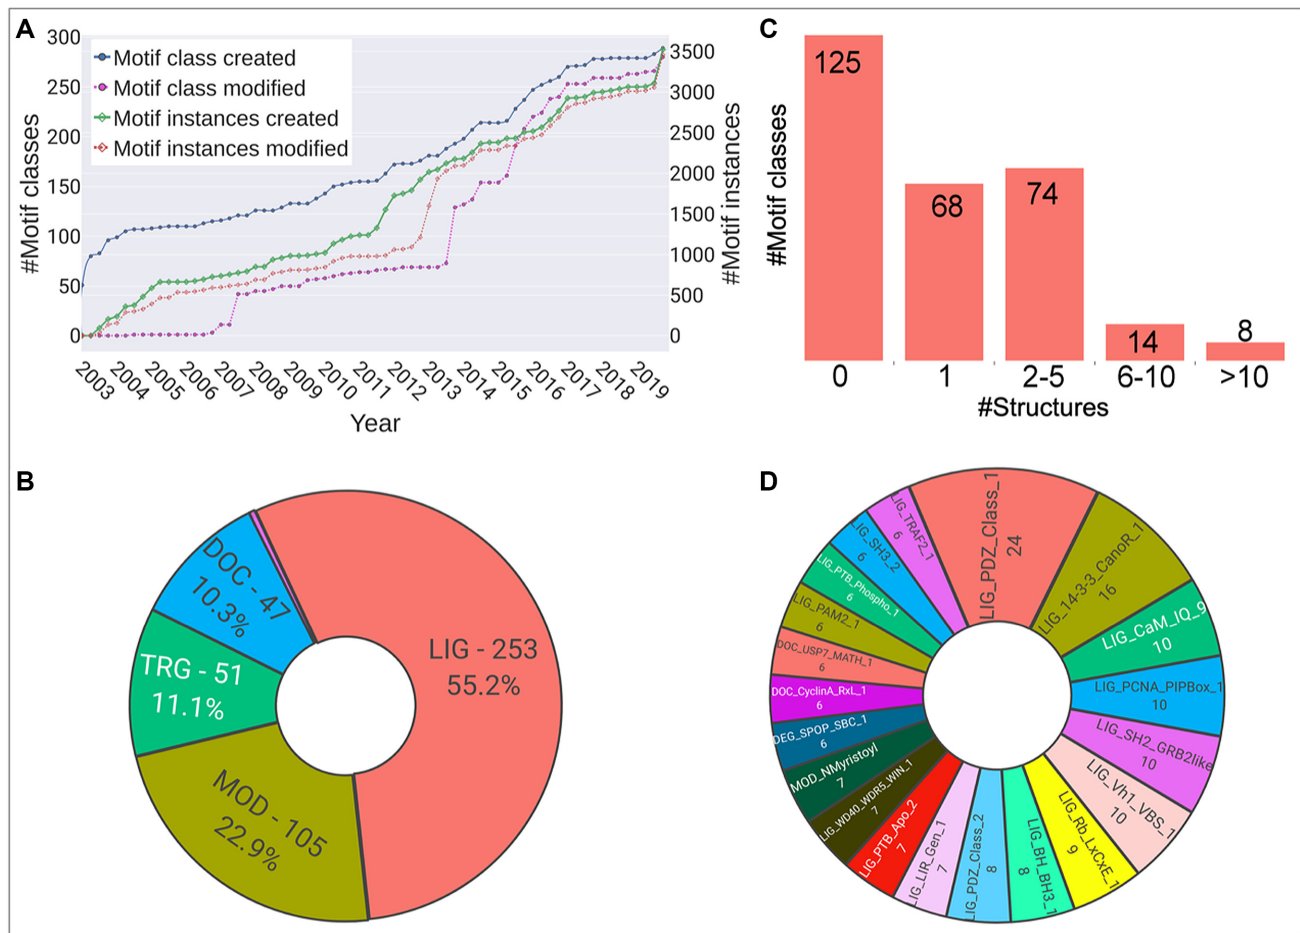 A
300
250
200
150
100
50
0
#Motif classes
Motif class created
Motif class modified
Motif instances created
Motif instances modified
3500
3000
2500
2000
1500
1000
500
0
#Motif instances
2003 2004 2005 2006 2007 2008 2009 2010 2011 2012 2013 2014 2015 2016 2017 2018 2019
Year
C
#Motif classes
125
68
74
14
8
0 1 2-5 6-10 >10
#Structures
B
LIG - 253
55.2%
MOD - 105
22.9%
TRG - 51
11.1%
DOC - 47
10.3%
D
LIG_PDZ_Class_1
24
LIG_14-3-3_CanoR_1
16
LIG_CaM_IQ_9
10
LIG_PCNA_PIPBox_1
10
LIG_SH2_GRB2like
10
LIG_Vh1_VBS_1
10
LIG_Rb_LxCxE_1
9
LIG_BH_BH3_1
8
LIG_PDZ_Class_2
8
LIG_LIR_Gen_1
7
LIG_PTB_Apo_2
7
LIG_WD40_WDR5_WIN_1
7
MOD_NMyristoyl
7
DEG_SPOP_SBC_1
6
DOC_CyclinA_RxL_1
6
DOC_USP7_MATH_1
6
LIG_PAM2_1
6
LIG_PTB_Phospho_1
6
LIG_SH3_2
6
LIG_TRAF2_1
6